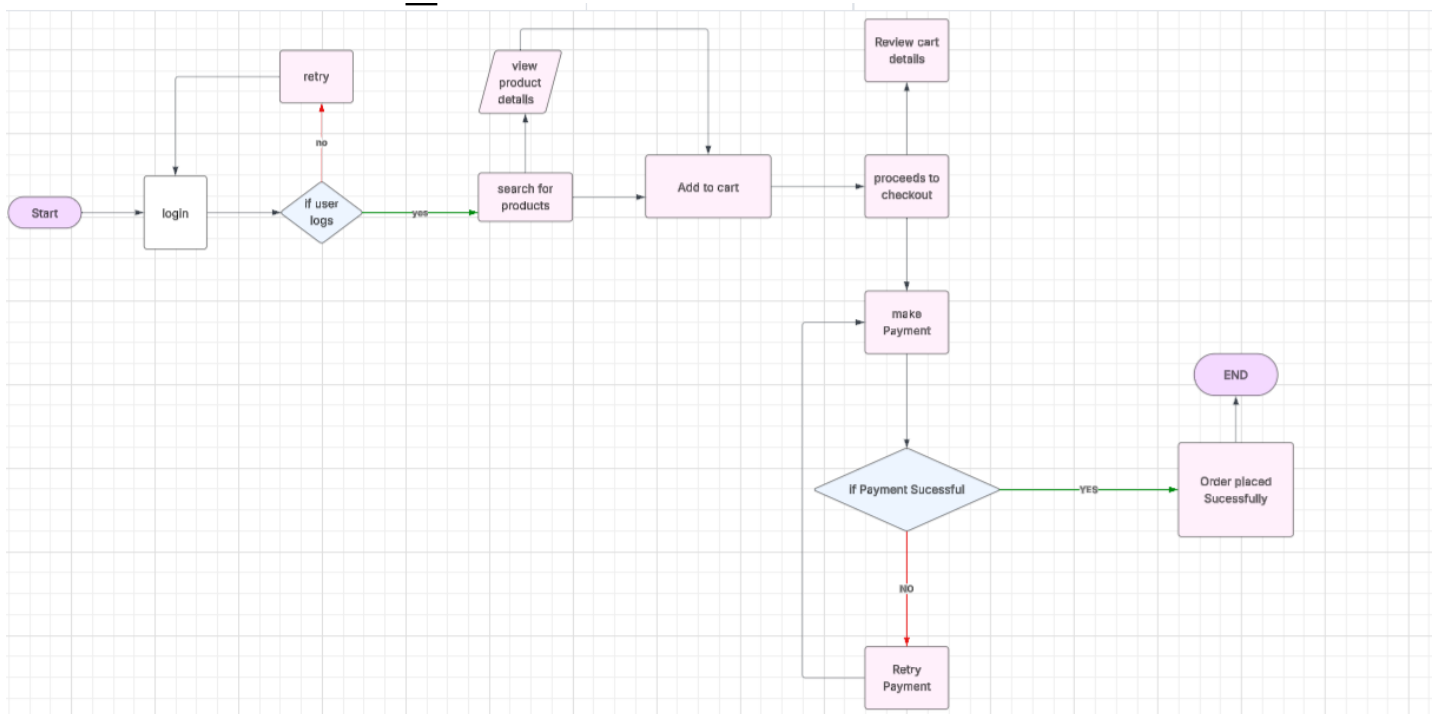 Start
login
if user
logs
no
retry
yes
search for
products
view
product
details
Add to cart
proceeds to
checkout
Review cart
details
make
Payment
if Payment Sucessful
NO
Retry
Payment
YES
Order placed
Sucessfully
END